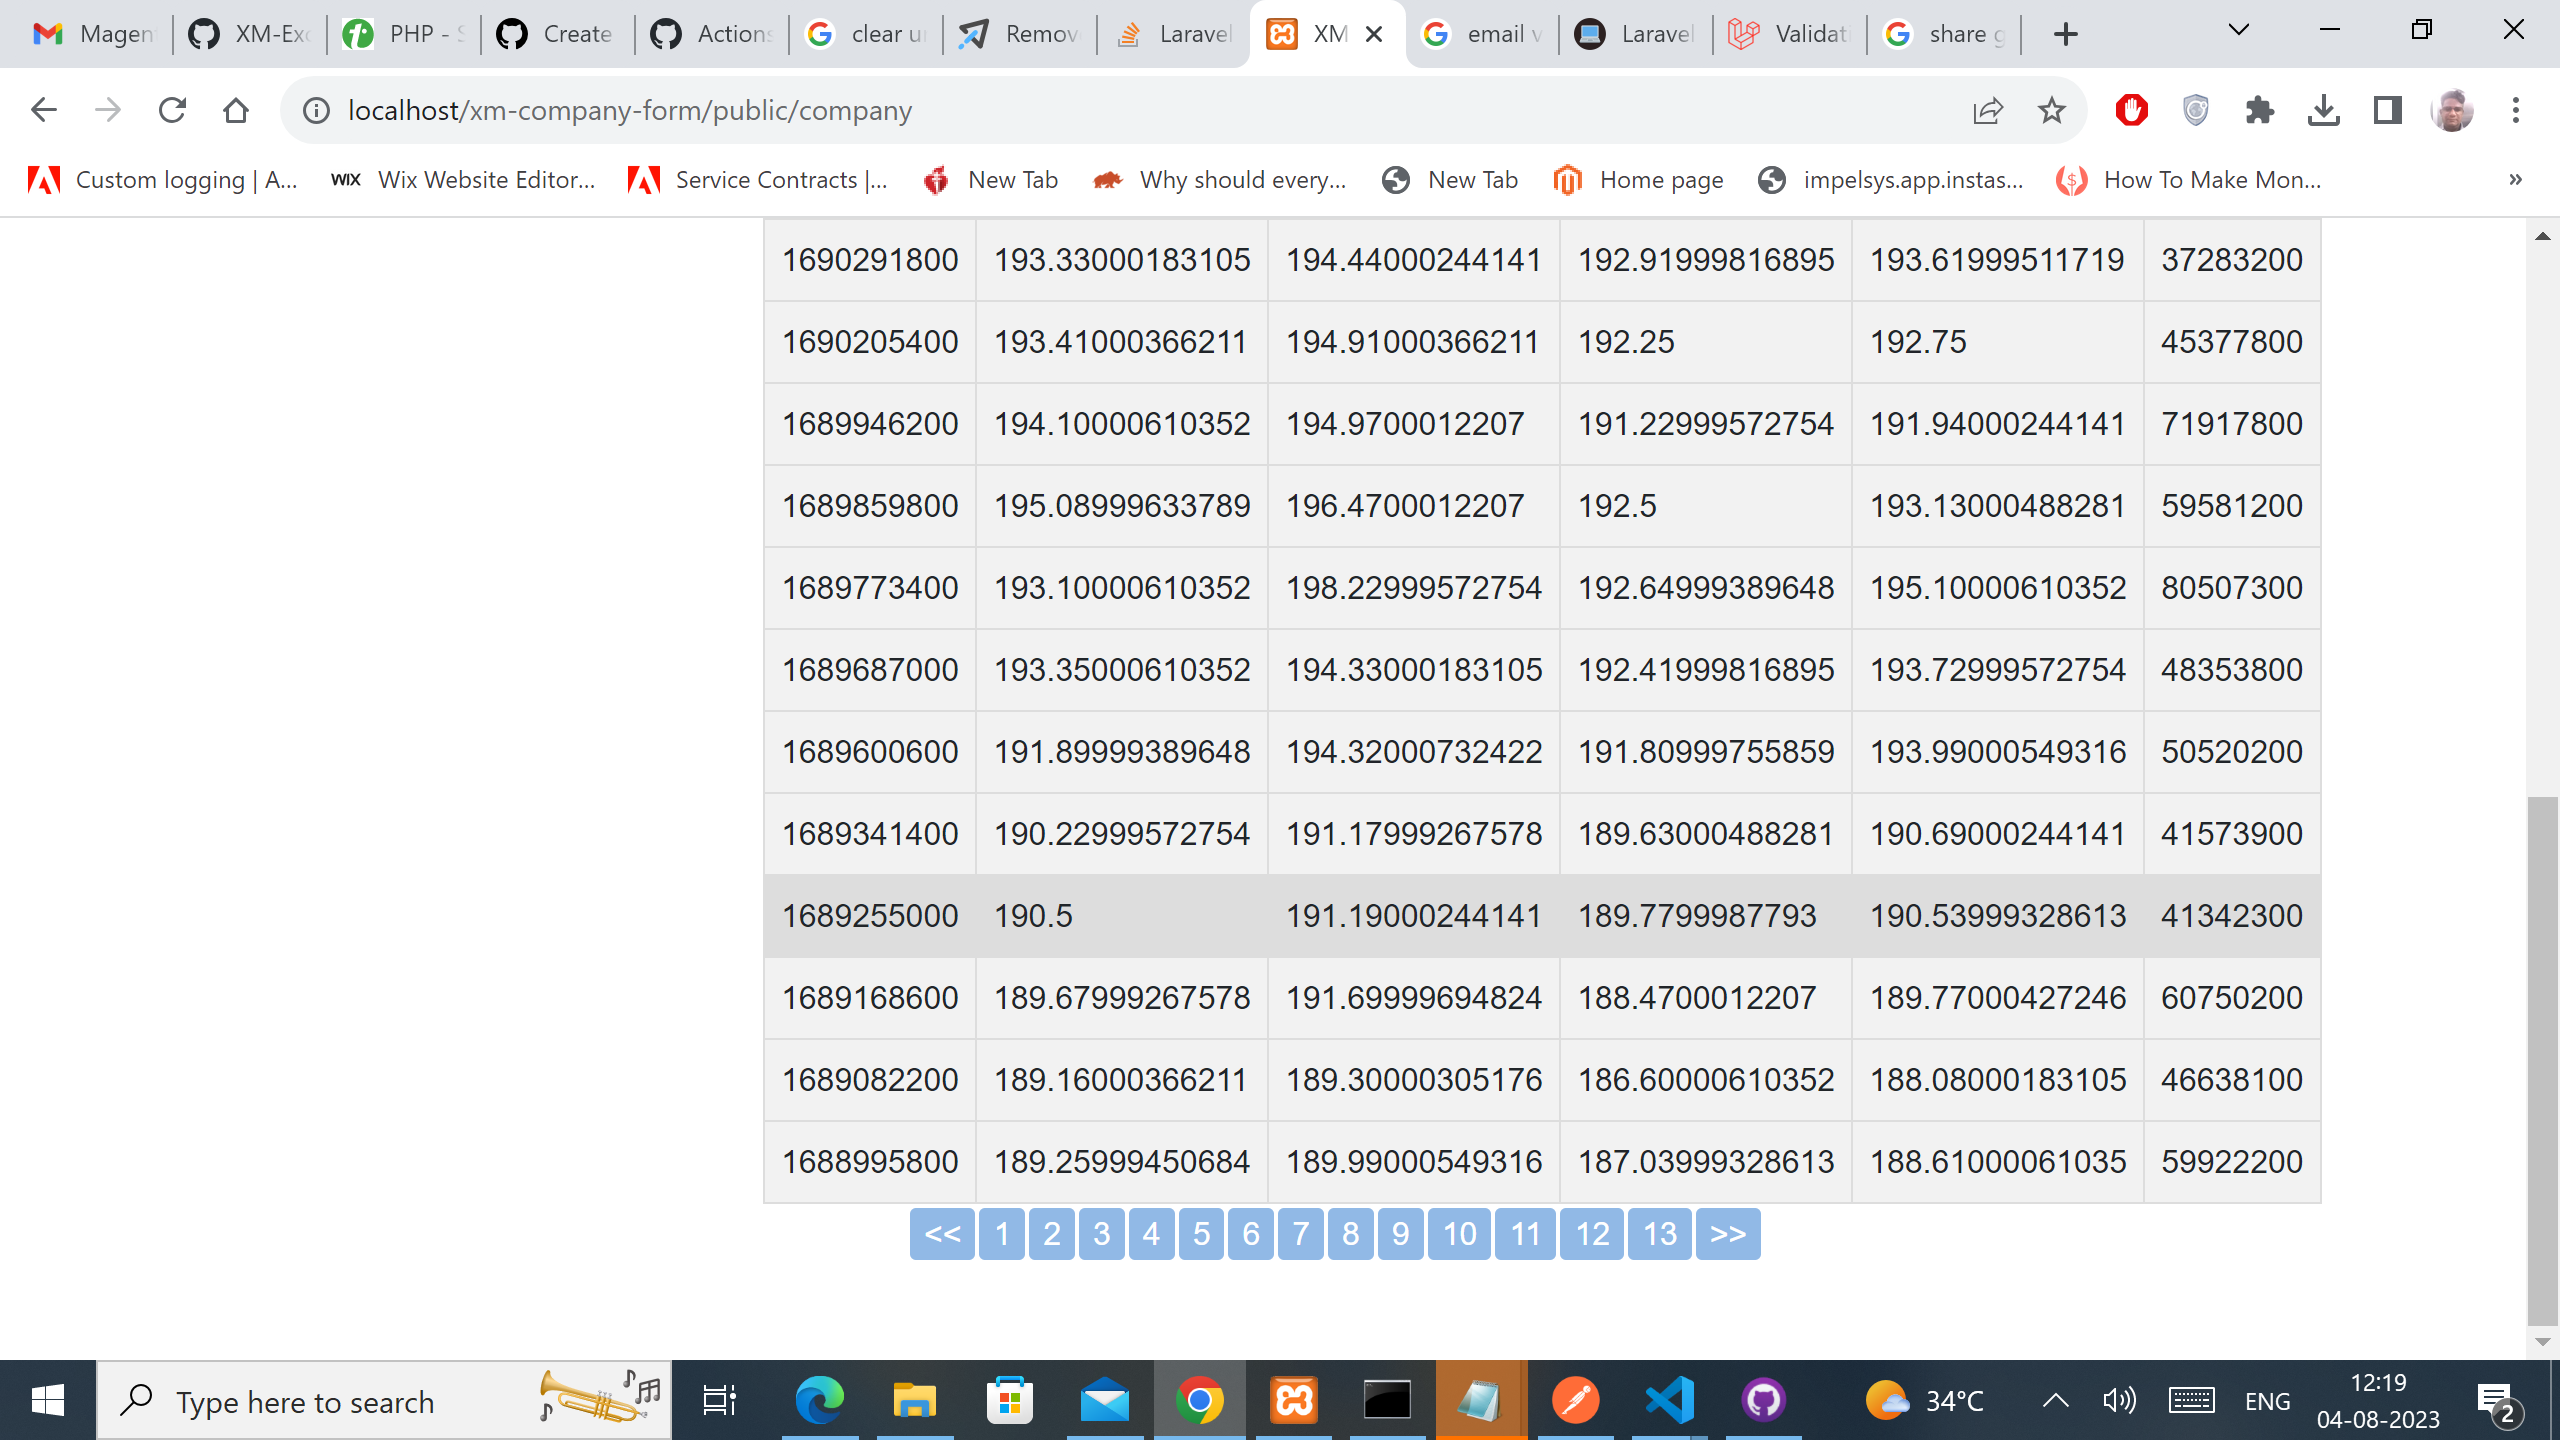 Magen XM-Exc PHP - S Create Actions clear u Remov Laravel XM email v Laravel Validati share g
localhost/xm-company-form/public/company
Custom logging | A... WIX Wix Website Editor... Service Contracts |... New Tab Why should every... New Tab Home page impelsys.app.instas... $ How To Make Mon... »
1690291800 193.33000183105 194.44000244141 192.91999816895 193.61999511719 37283200
1690205400 193.41000366211 194.91000366211 192.25 192.75 45377800
1689946200 194.10000610352 194.9700012207 191.22999572754 191.94000244141 71917800
1689859800 195.08999633789 196.4700012207 192.5 193.13000488281 59581200
1689773400 193.10000610352 198.22999572754 192.64999389648 195.10000610352 80507300
1689687000 193.35000610352 194.33000183105 192.41999816895 193.72999572754 48353800
1689600600 191.89999389648 194.32000732422 191.80999755859 193.99000549316 50520200
1689341400 190.22999572754 191.17999267578 189.63000488281 190.69000244141 41573900
1689255000 190.5 191.19000244141 189.7799987793 190.53999328613 41342300
1689168600 189.67999267578 191.69999694824 188.4700012207 189.77000427246 60750200
1689082200 189.16000366211 189.30000305176 186.60000610352 188.08000183105 46638100
1688995800 189.25999450684 189.99000549316 187.03999328613 188.61000061035 59922200
<< 1 2 3 4 5 6 7 8 9 10 11 12 13 >>
Type here to search 34°C ENG 12:19
04-08-2023 2